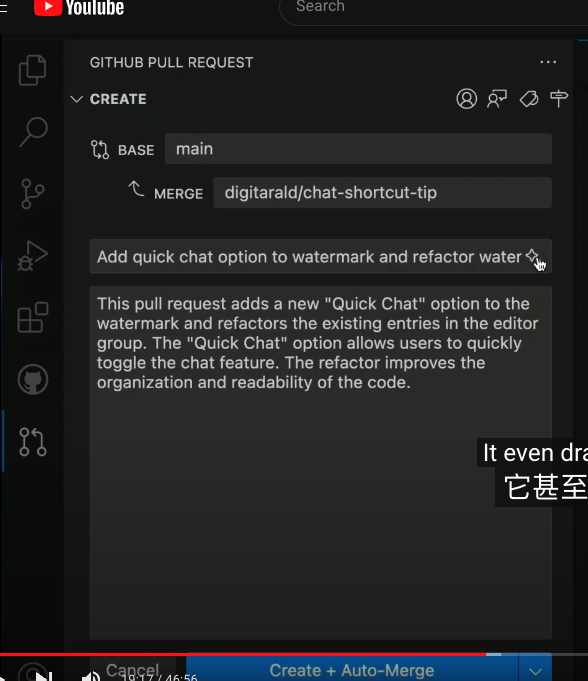 YouTube
Search
GITHUB PULL REQUEST
CREATE
BASE main
MERGE digitarald/chat-shortcut-tip
Add quick chat option to watermark and refactor water
This pull request adds a new "Quick Chat" option to the
watermark and refactors the existing entries in the editor
group. The "Quick Chat" option allows users to quickly
toggle the chat feature. The refactor improves the
organization and readability of the code.
It even dra
它甚至
Cancel
Create + Auto-Merge
19:17 / 46:56